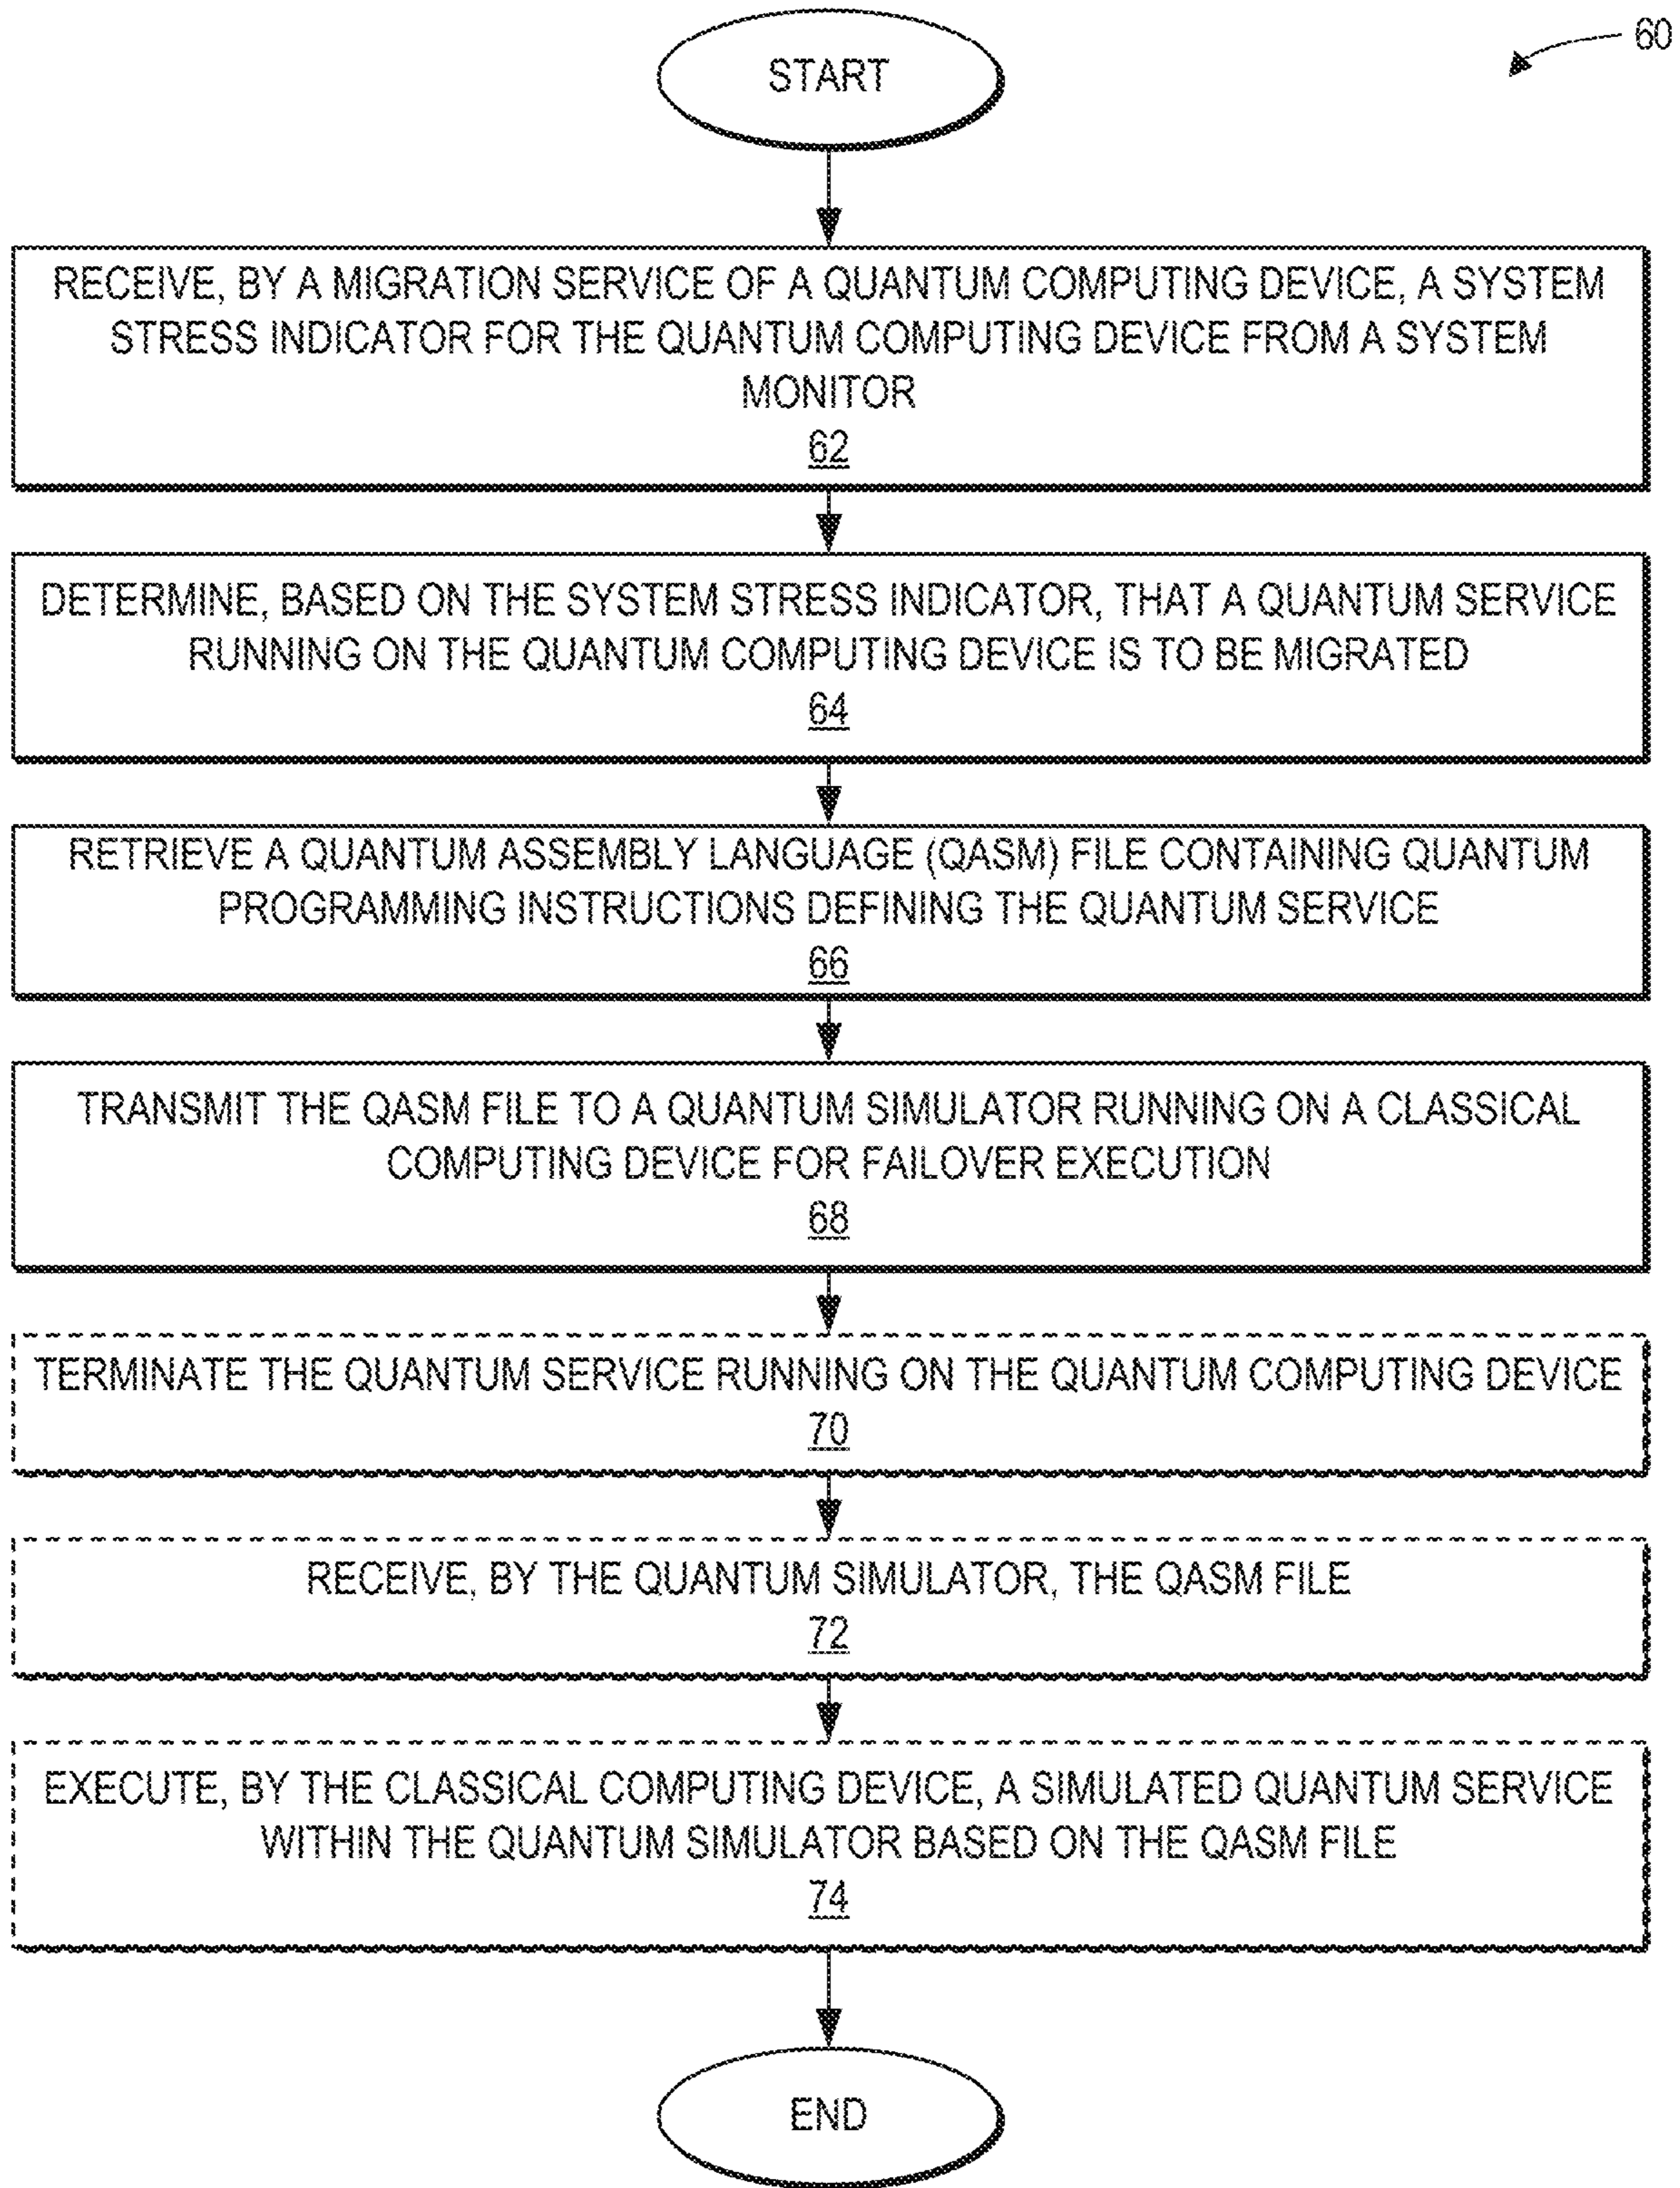 60
START
RECEIVE, BY A MIGRATION SERVICE OF A QUANTUM COMPUTING DEVICE, A SYSTEM
STRESS INDICATOR FOR THE QUANTUM COMPUTING DEVICE FROM A SYSTEM
MONITOR
62
DETERMINE, BASED ON THE SYSTEM STRESS INDICATOR, THAT A QUANTUM SERVICE
RUNNING ON THE QUANTUM COMPUTING DEVICE IS TO BE MIGRATED
64
RETRIEVE A QUANTUM ASSEMBLY LANGUAGE (QASM) FILE CONTAINING QUANTUM
PROGRAMMING INSTRUCTIONS DEFINING THE QUANTUM SERVICE
66
TRANSMIT THE QASM FILE TO A QUANTUM SIMULATOR RUNNING ON A CLASSICAL
COMPUTING DEVICE FOR FAILOVER EXECUTION
68
TERMINATE THE QUANTUM SERVICE RUNNING ON THE QUANTUM COMPUTING DEVICE
70
RECEIVE, BY THE QUANTUM SIMULATOR, THE QASM FILE
72
EXECUTE, BY THE CLASSICAL COMPUTING DEVICE, A SIMULATED QUANTUM SERVICE
WITHIN THE QUANTUM SIMULATOR BASED ON THE QASM FILE
74
END